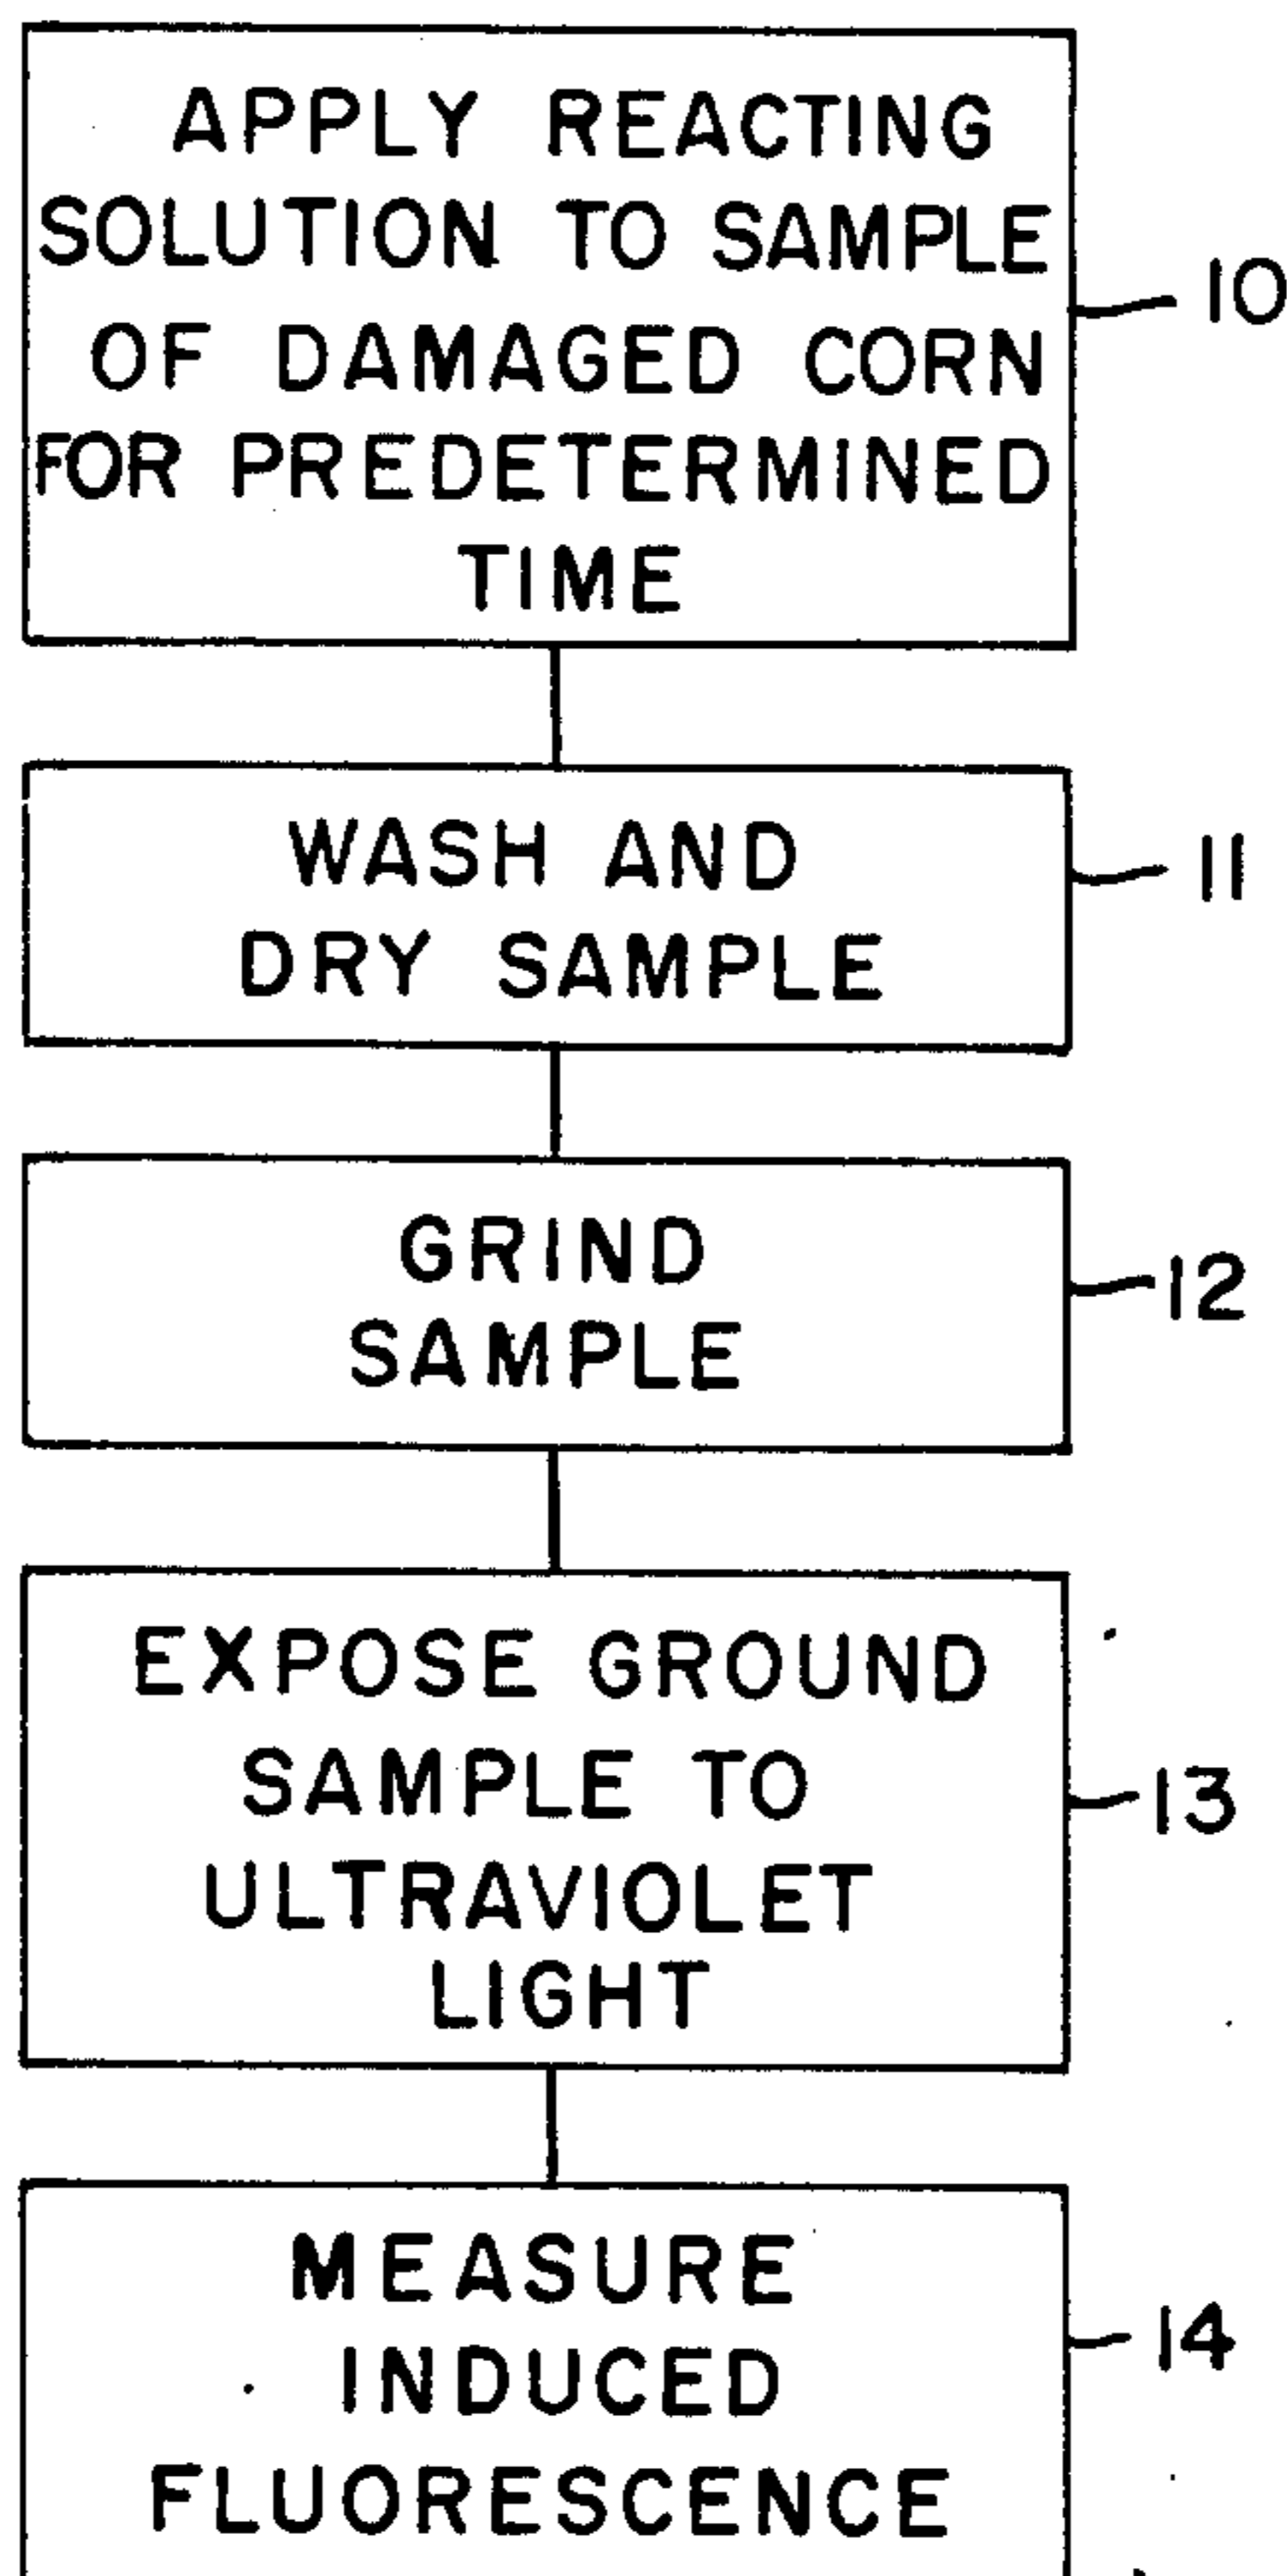 APPLY REACTING
SOLUTION TO SAMPLE
OF DAMAGED CORN
FOR PREDETERMINED
TIME
10
WASH AND
DRY SAMPLE
11
GRIND
SAMPLE
12
EXPOSE GROUND
SAMPLE TO
ULTRAVIOLET
LIGHT
13
MEASURE
INDUCED
FLUORESCENCE
14